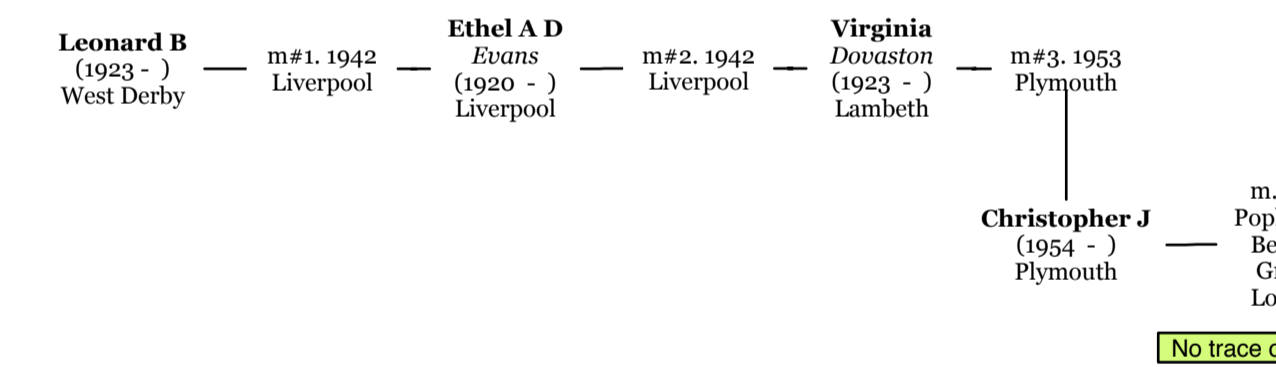 Leonard B
(1923 - )
West Derby
m#1. 1942
Liverpool
Ethel A D
Evans
(1920 - )
Liverpool
m#2. 1942
Liverpool
Virginia
Dovaston
(1923 - )
Lambeth
m#3. 1953
Plymouth
Christopher J
(1954 - )
Plymouth
m.
No trace